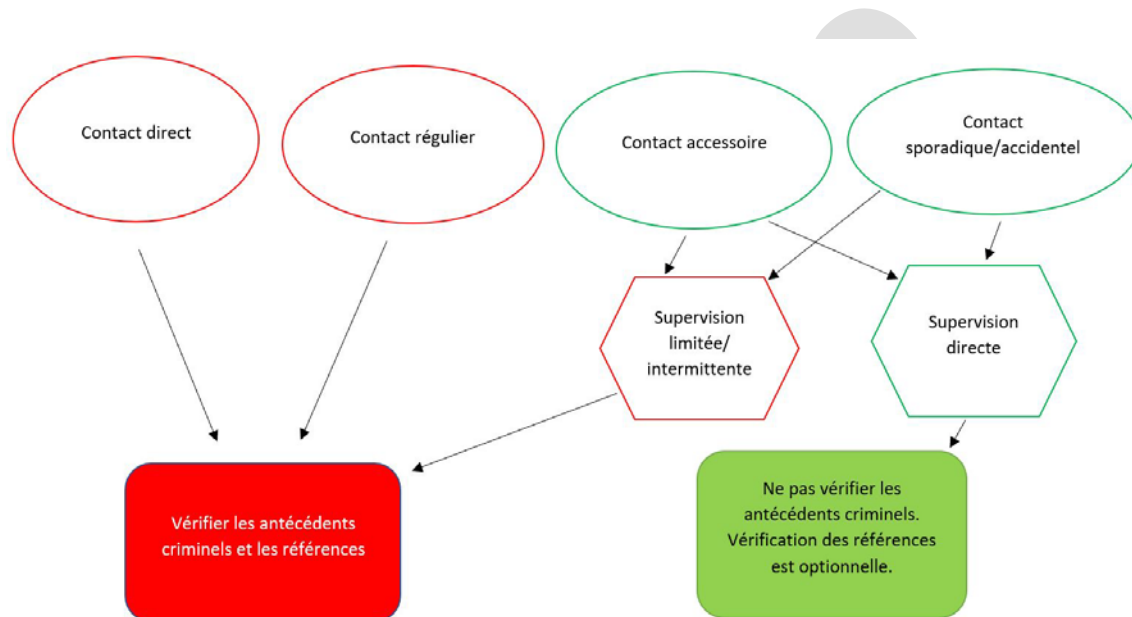 Contact direct
Contact régulier
Contact accessoire
Contact
sporadique/accidentel
Supervision
limitée/
intermittente
Supervision
directe
Vérifier les antécédents
criminels et les références
Ne pas vérifier les
antécédents criminels.
Vérification des références
est optionnelle.